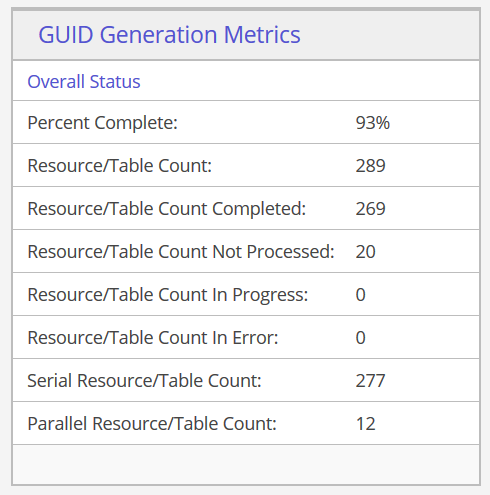 GUID Generation Metrics
Overall Status
Percent Complete: 93%
Resource/Table Count: 289
Resource/Table Count Completed: 269
Resource/Table Count Not Processed: 20
Resource/Table Count In Progress: 0
Resource/Table Count In Error: 0
Serial Resource/Table Count: 277
Parallel Resource/Table Count: 12